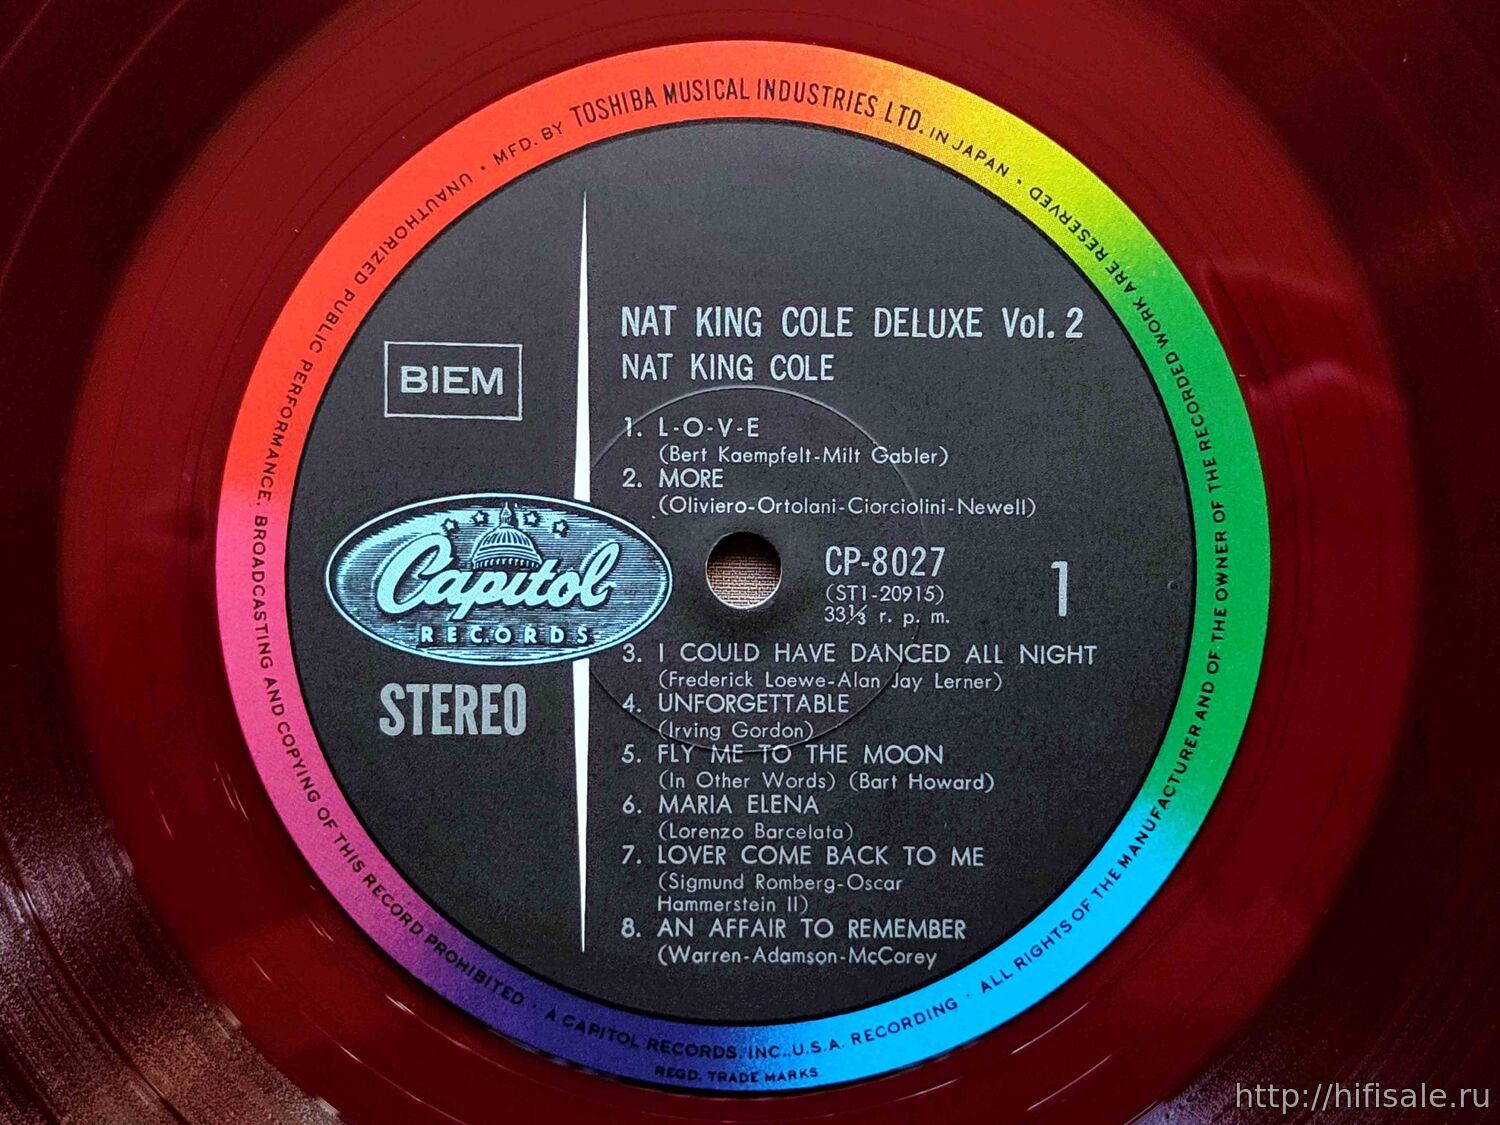 MFD. BY TOSHIBA MUSICAL INDUSTRIES LTD. IN JAPAN · ALL RIGHTS OF THE MANUFACTURER AND OF THE OWNER OF THE RECORDED WORK ARE RESERVED
UNAUTHORIZED PUBLIC PERFORMANCE, BROADCASTING AND COPYING OF THIS RECORD PROHIBITED · A CAPITOL RECORDS, INC., U.S.A. RECORDING ·
REGD. TRADE MARKS
BIEM
Capitol
RECORDS
STEREO
NAT KING COLE DELUXE Vol. 2
NAT KING COLE
1. L-O-V-E
(Bert Kaempfelt-Milt Gabler)
2. MORE
(Oliviero-Ortolani-Ciorciolini-Newell)
CP-8027
(ST1-20915)
33⅓ r. p. m.
1
3. I COULD HAVE DANCED ALL NIGHT
(Frederick Loewe-Alan Jay Lerner)
4. UNFORGETTABLE
(Irving Gordon)
5. FLY ME TO THE MOON
(In Other Words) (Bart Howard)
6. MARIA ELENA
(Lorenzo Barcelata)
7. LOVER COME BACK TO ME
(Sigmund Romberg-Oscar
Hammerstein II)
8. AN AFFAIR TO REMEMBER
(Warren-Adamson-McCorey
http://hifisale.ru